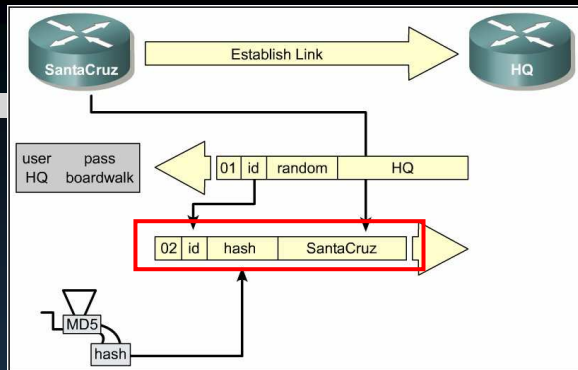 Establish Link
SantaCruz
HQ
user pass
HQ boardwalk
01 id random HQ
02 id hash SantaCruz
MD5
hash